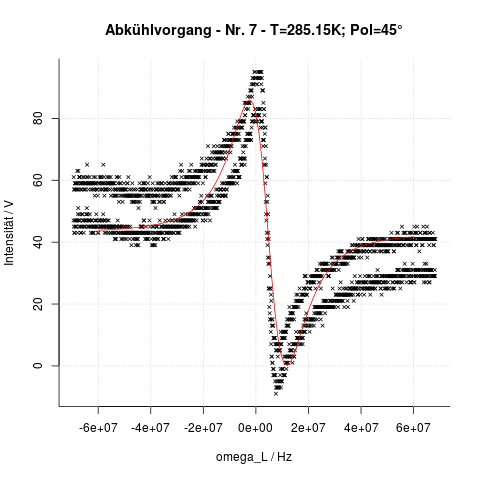 Abkühlvorgang - Nr. 7 - T=285.15K; Pol=45°
Intensität / V
80
60
40
20
0
-6e+07 -4e+07 -2e+07 0e+00 2e+07 4e+07 6e+07
omega_L / Hz